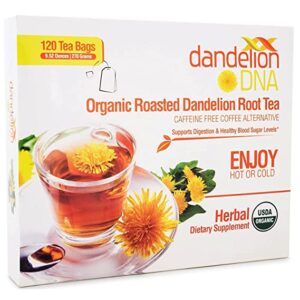 120 TEA BAGS
9.52 Ounces | 270 Grams
dandelion
DNA
Organic Roasted Dandelion Root Tea
CAFFEINE FREE COFFEE ALTERNATIVE
Supports Digestion & Healthy Blood Sugar Levels*
ENJOY
HOT OR COLD
Herbal
Dietary Supplement
USDA
ORGANIC
dandelion